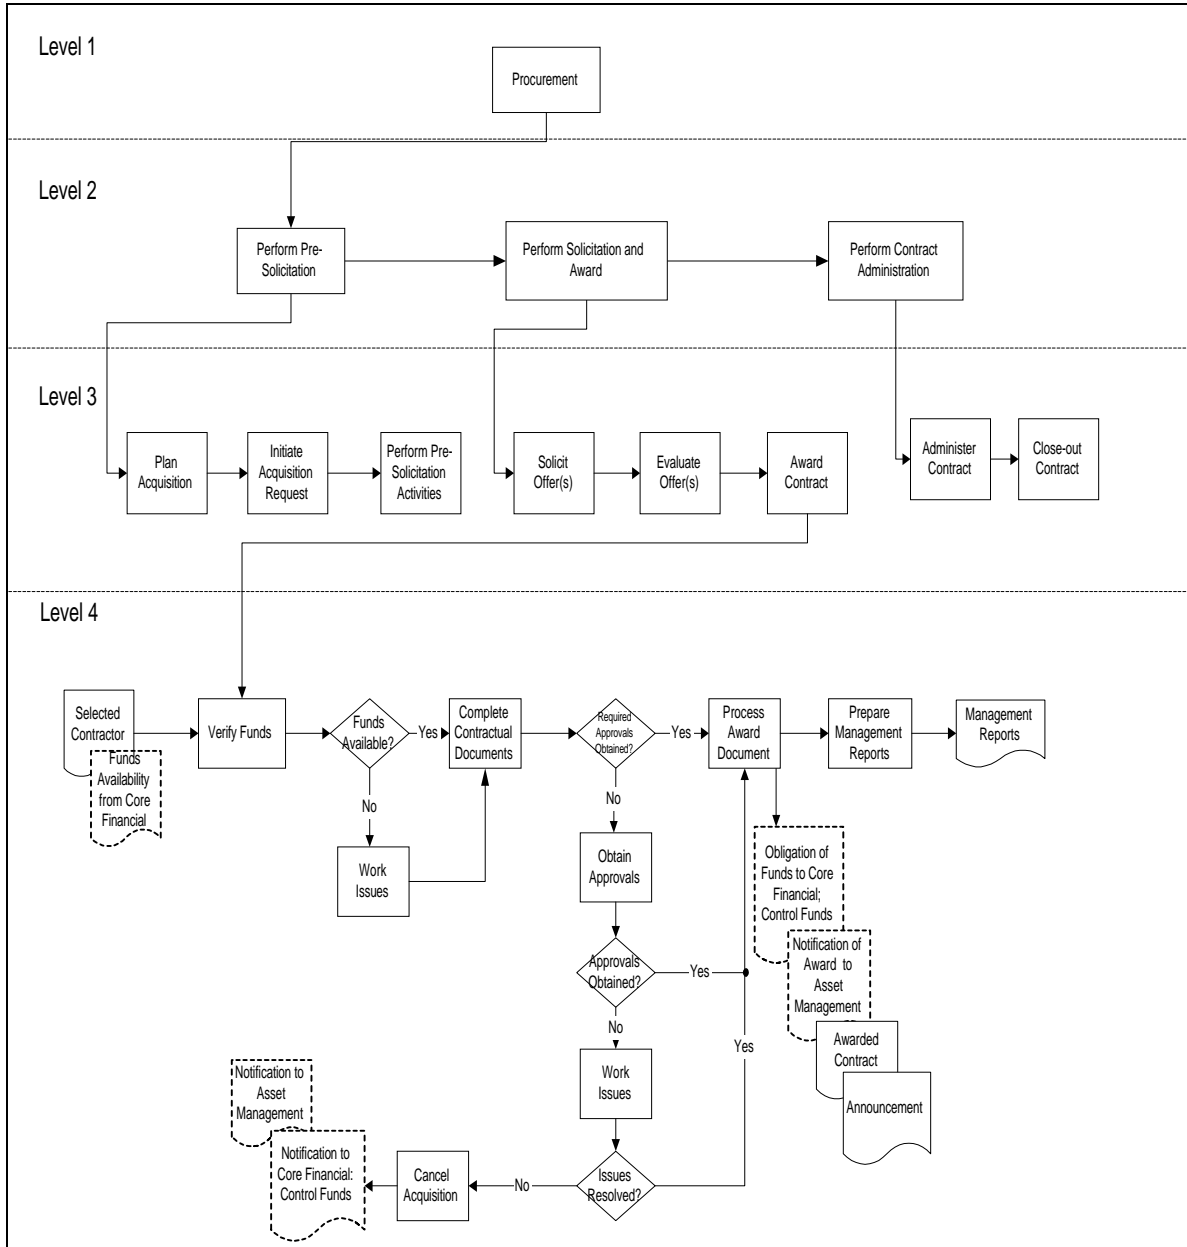 Level 1
Procurement
Level 2
Perform Pre-
Solicitation
Perform Solicitation and
Award
Perform Contract
Administration
Level 3
Plan
Acquisition
Initiate
Acquisition
Request
Perform Pre-
Solicitation
Activities
Solicit
Offer(s)
Evaluate
Offer(s)
Award
Contract
Administer
Contract
Close-out
Contract
Level 4
Selected
Contractor
Funds
Availability
from Core
Financial
Verify Funds
Funds
Available?
Yes
No
Work
Issues
Complete
Contractual
Documents
Required
Approvals
Obtained?
Yes
No
Obtain
Approvals
Approvals
Obtained?
Yes
No
Work
Issues
Issues
Resolved?
Yes
No
Cancel
Acquisition
Notification to
Asset
Management
Notification to
Core Financial:
Control Funds
Process
Award
Document
Prepare
Management
Reports
Management
Reports
Obligation of
Funds to Core
Financial;
Control Funds
Notification of
Award to
Asset
Management
Awarded
Contract
Announcement